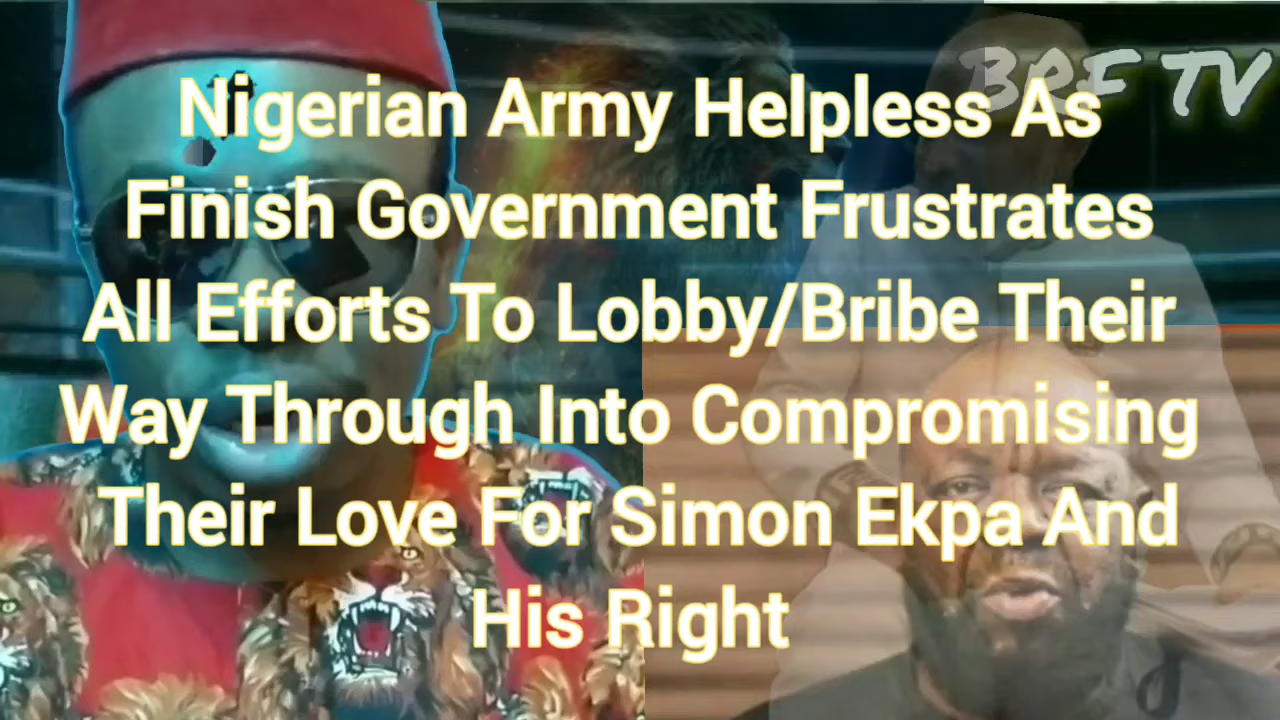 BRF TV
Nigerian Army Helpless As
Finish Government Frustrates
All Efforts To Lobby/Bribe Their
Way Through Into Compromising
Their Love For Simon Ekpa And
His Right